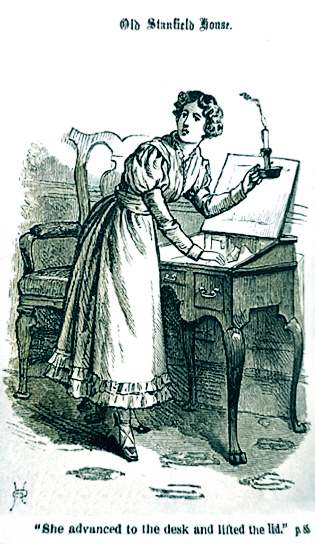 Old Stanfield House.
"She advanced to the desk and lifted the lid."